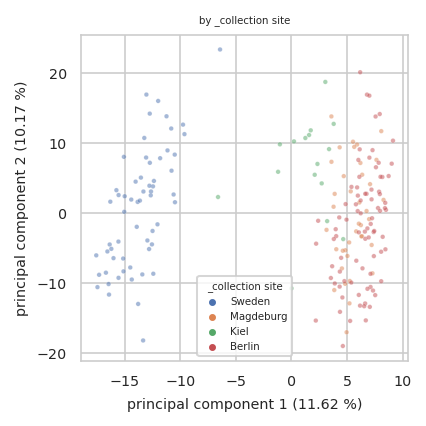 by _collection site
principal component 2 (10.17 %)
20
10
0
−10
−20
_collection site
Sweden
Magdeburg
Kiel
Berlin
−15
−10
−5
0
5
10
principal component 1 (11.62 %)